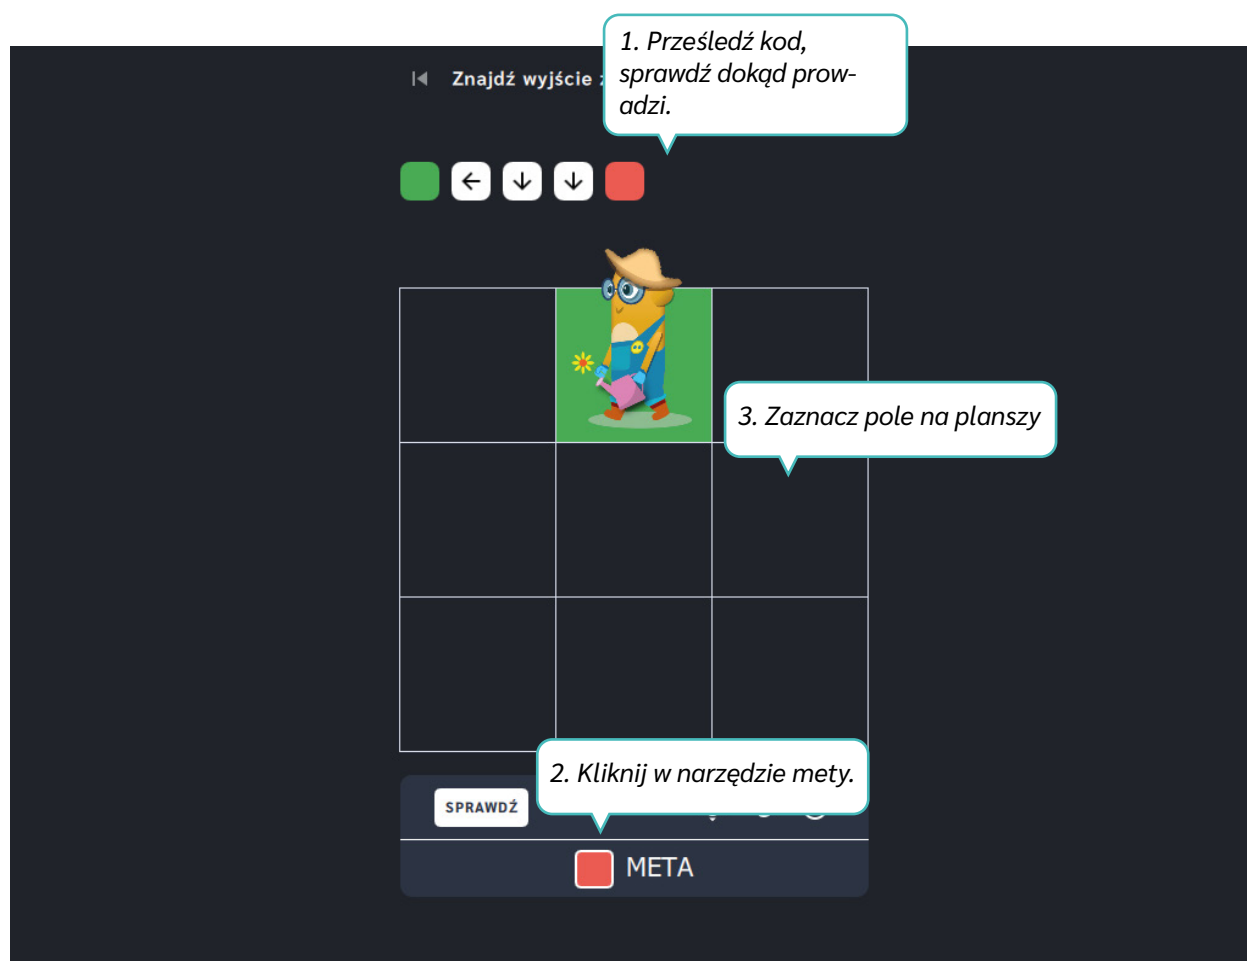 1. Prześledź kod,
sprawdź dokąd prow-
adzi.
Znajdź wyjście
3. Zaznacz pole na planszy
2. Kliknij w narzędzie mety.
SPRAWDŹ
META